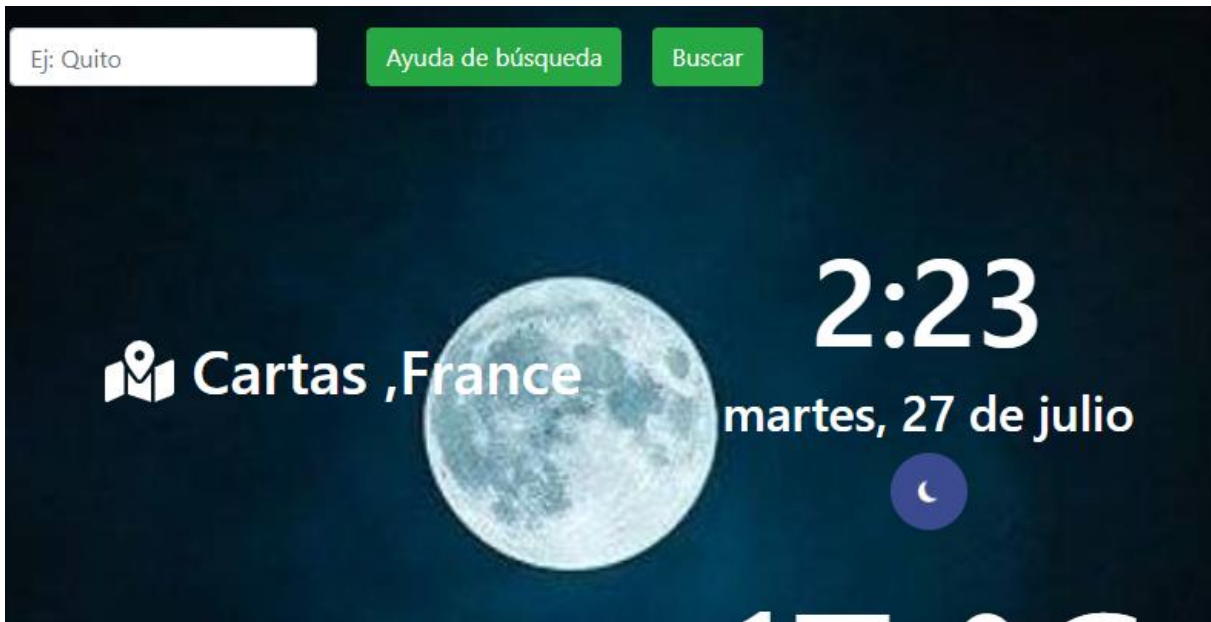 Ej: Quito
Ayuda de búsqueda
Buscar
2:23
Cartas ,France
martes, 27 de julio